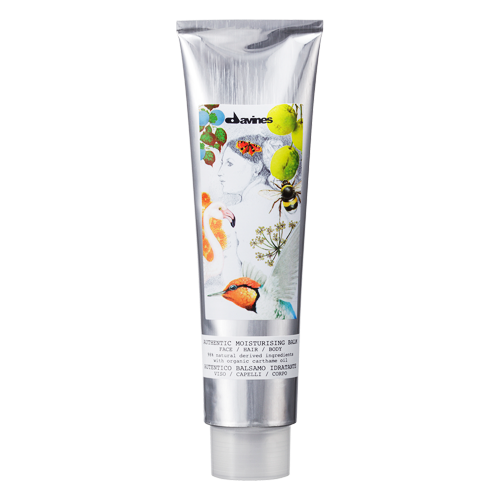 davines
AUTHENTIC MOISTURISING BALM
FACE / HAIR / BODY
natural derived ingredients
with organic carthame oil
AUTENTICO BALSAMO IDRATANTE
VISO / CAPELLI / CORPO